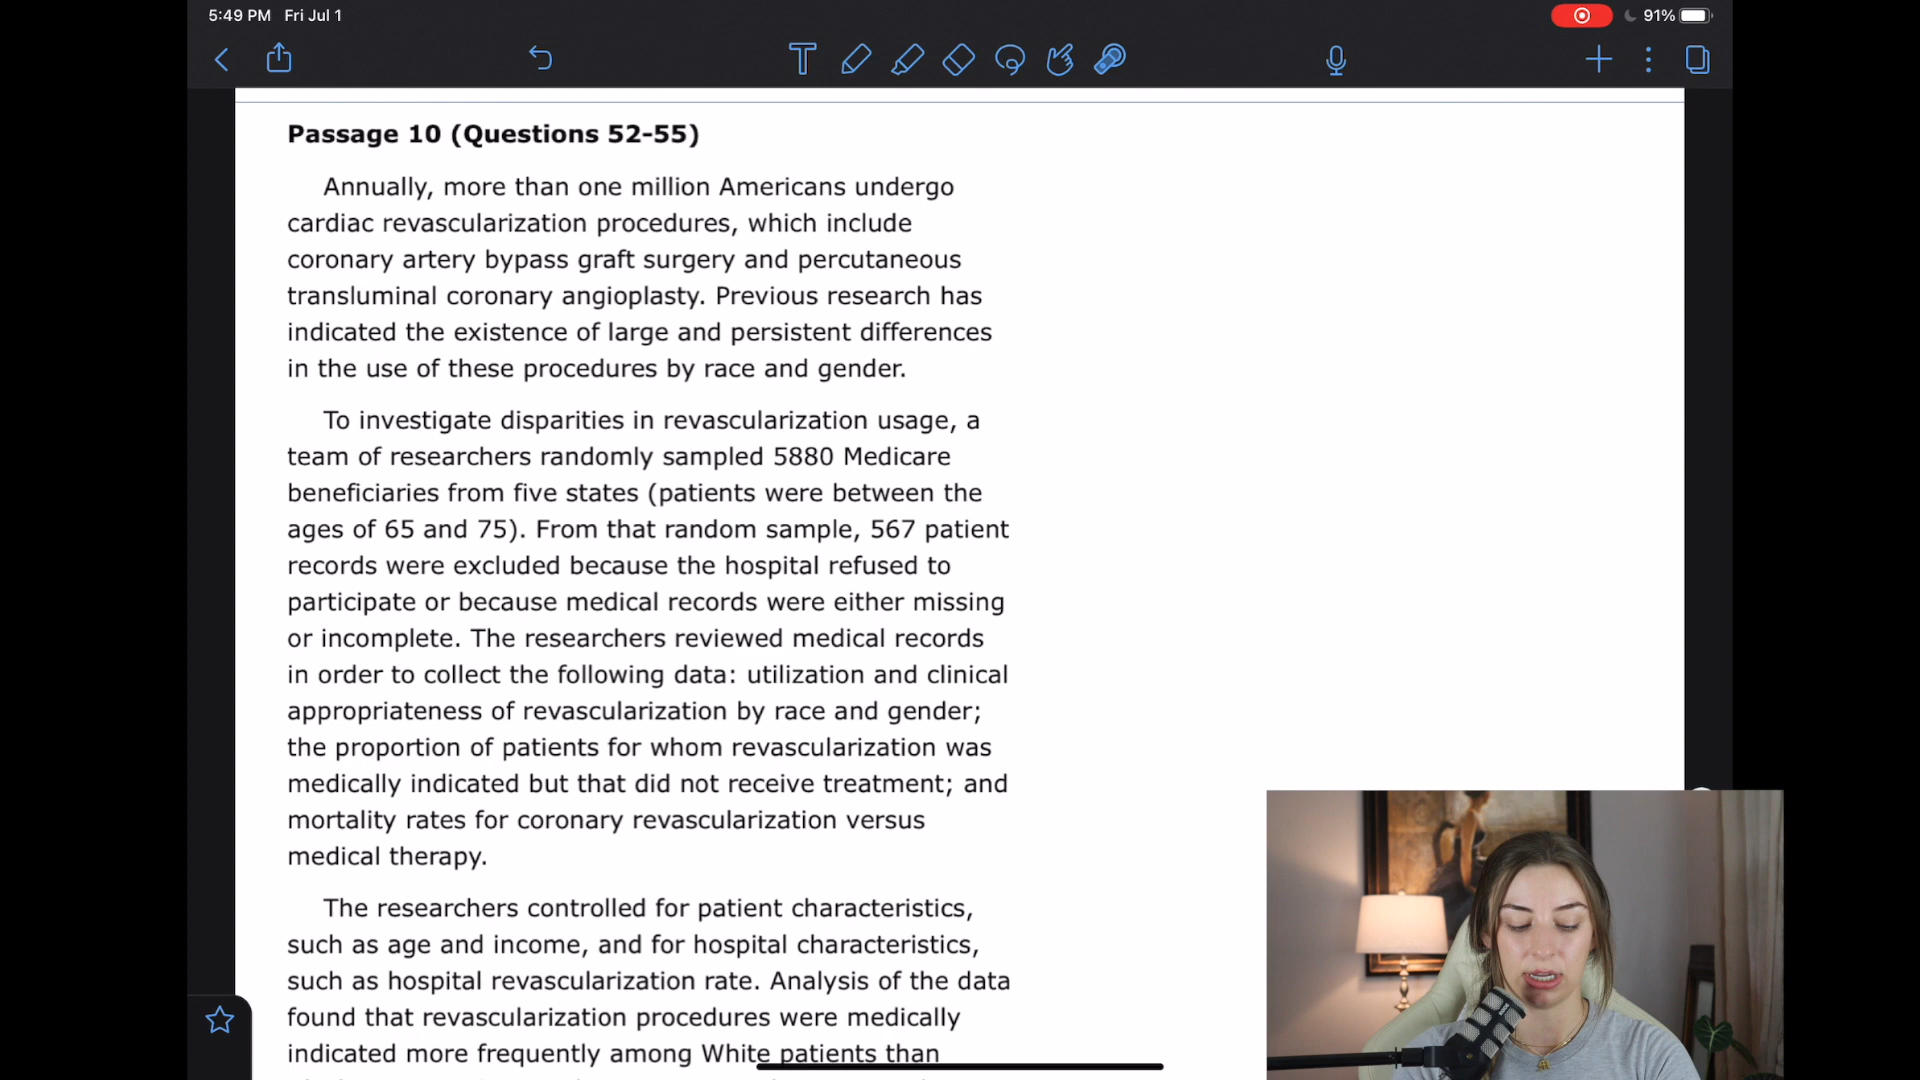 5:49 PM Fri Jul 1
91%
Passage 10 (Questions 52-55)
Annually, more than one million Americans undergo
cardiac revascularization procedures, which include
coronary artery bypass graft surgery and percutaneous
transluminal coronary angioplasty. Previous research has
indicated the existence of large and persistent differences
in the use of these procedures by race and gender.
To investigate disparities in revascularization usage, a
team of researchers randomly sampled 5880 Medicare
beneficiaries from five states (patients were between the
ages of 65 and 75). From that random sample, 567 patient
records were excluded because the hospital refused to
participate or because medical records were either missing
or incomplete. The researchers reviewed medical records
in order to collect the following data: utilization and clinical
appropriateness of revascularization by race and gender;
the proportion of patients for whom revascularization was
medically indicated but that did not receive treatment; and
mortality rates for coronary revascularization versus
medical therapy.
The researchers controlled for patient characteristics,
such as age and income, and for hospital characteristics,
such as hospital revascularization rate. Analysis of the data
found that revascularization procedures were medically
indicated more frequently among White patients than